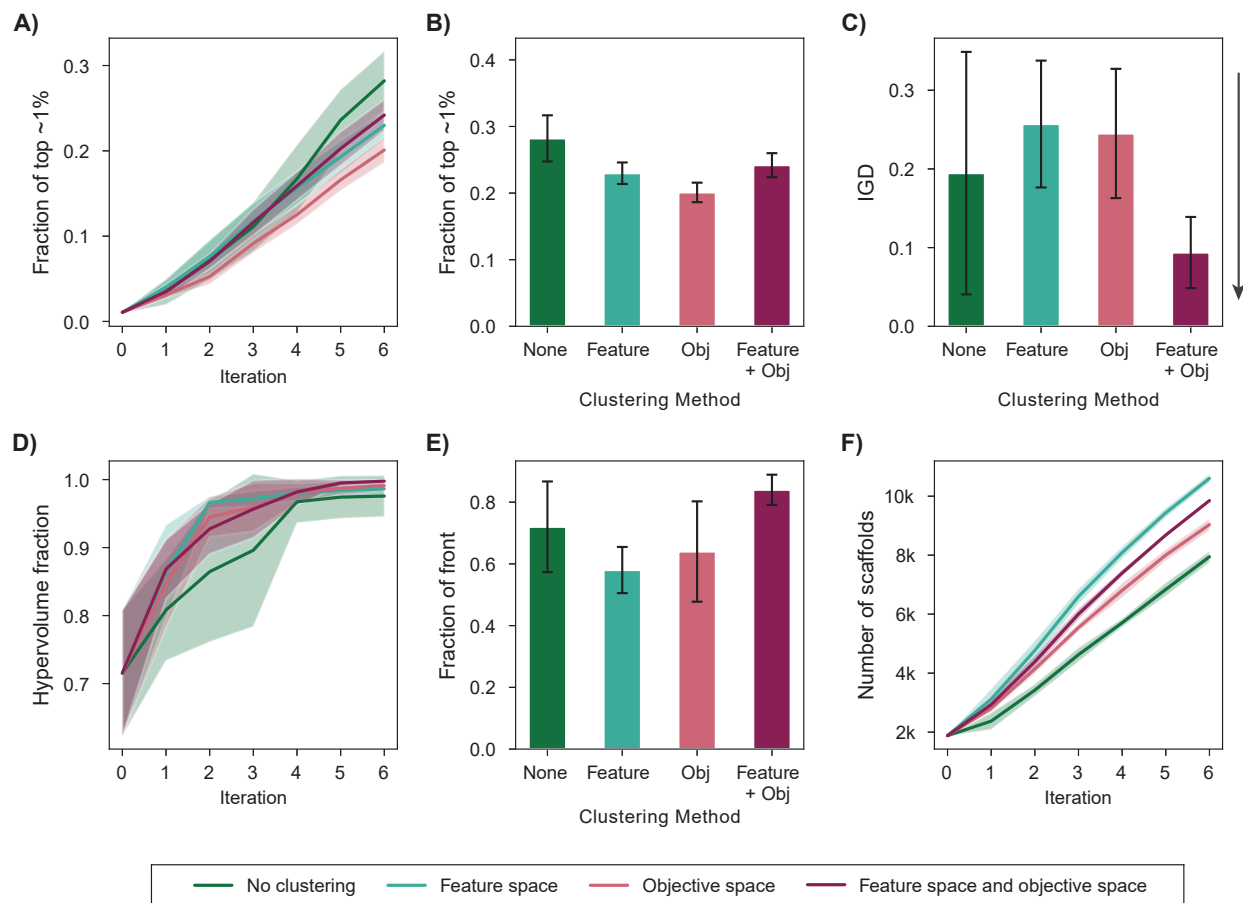 A)
Fraction of top ~1%
0.3
0.2
0.1
0.0
0 1 2 3 4 5 6
Iteration
B)
Fraction of top ~1%
0.4
0.3
0.2
0.1
0.0
None Feature Obj Feature + Obj
Clustering Method
C)
IGD
0.3
0.2
0.1
0.0
None Feature Obj Feature + Obj
Clustering Method
D)
Hypervolume fraction
1.0
0.9
0.8
0.7
0 1 2 3 4 5 6
Iteration
E)
Fraction of front
0.8
0.6
0.4
0.2
0.0
None Feature Obj Feature + Obj
Clustering Method
F)
Number of scaffolds
10k
8k
6k
4k
2k
0 1 2 3 4 5 6
Iteration
No clustering Feature space Objective space Feature space and objective space